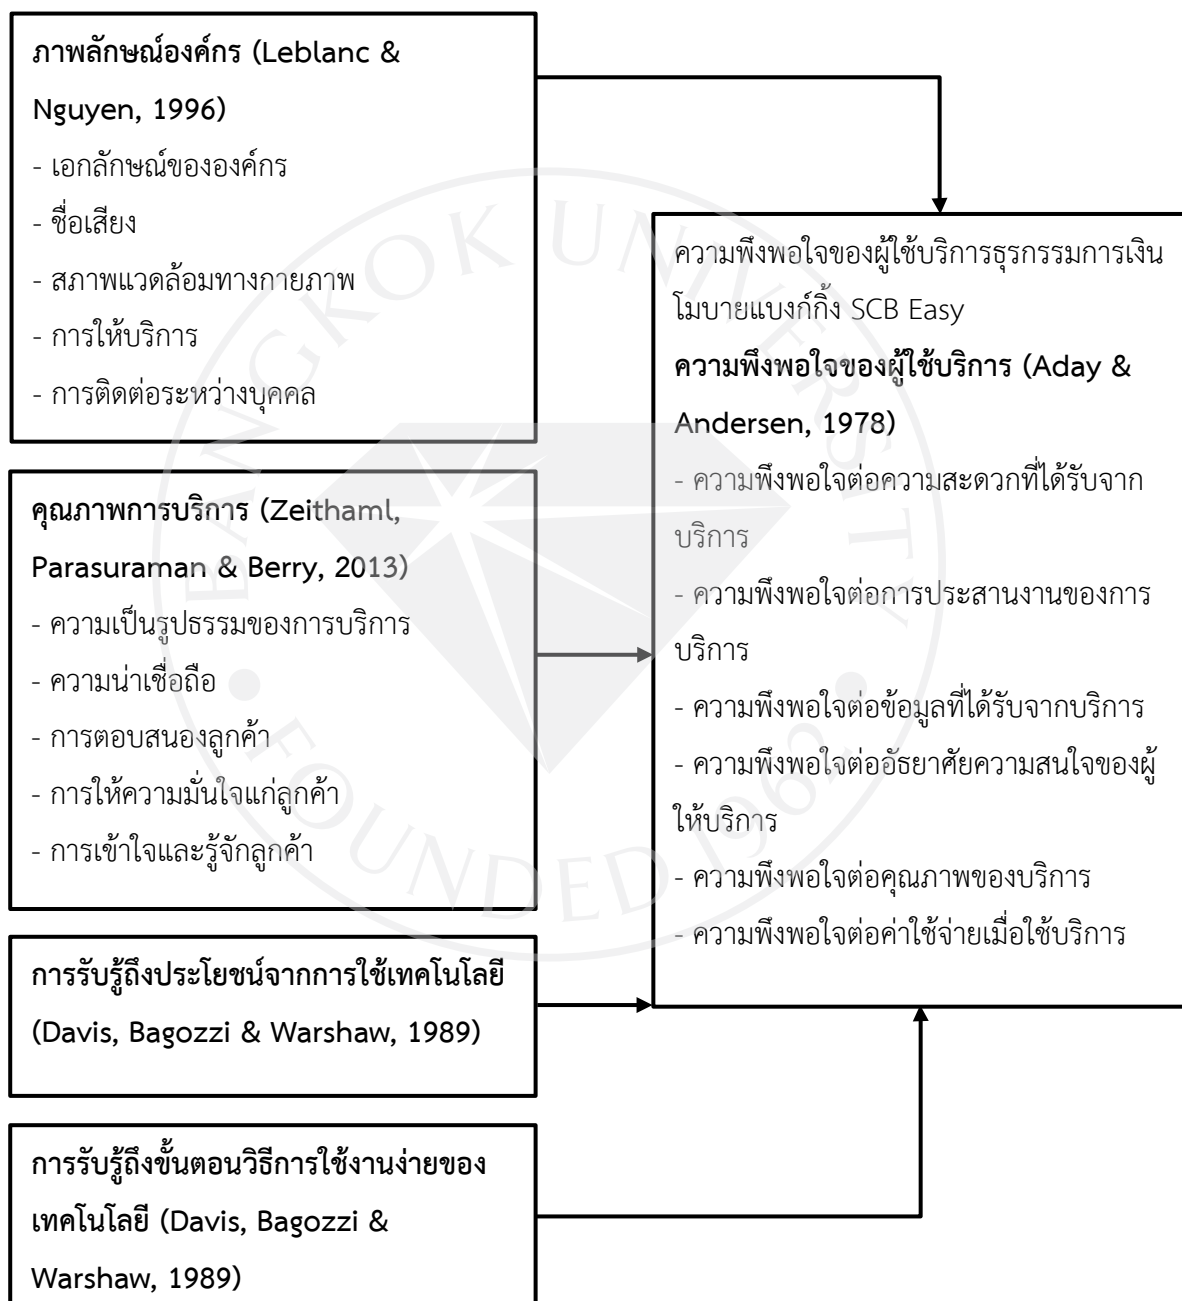 ภาพลักษณ์องค์กร (Leblanc &
Nguyen, 1996)
- เอกลักษณ์ขององค์กร
- ชื่อเสียง
- สภาพแวดล้อมทางกายภาพ
- การให้บริการ
- การติดต่อระหว่างบุคคล
คุณภาพการบริการ (Zeithaml,
Parasuraman & Berry, 2013)
- ความเป็นรูปธรรมของการบริการ
- ความน่าเชื่อถือ
- การตอบสนองลูกค้า
- การให้ความมั่นใจแก่ลูกค้า
- การเข้าใจและรู้จักลูกค้า
การรับรู้ถึงประโยชน์จากการใช้เทคโนโลยี
(Davis, Bagozzi & Warshaw, 1989)
การรับรู้ถึงขั้นตอนวิธีการใช้งานง่ายของ
เทคโนโลยี (Davis, Bagozzi &
Warshaw, 1989)
ความพึงพอใจของผู้ใช้บริการธุรกรรมการเงิน
โมบายแบงก์กิ้ง SCB Easy
ความพึงพอใจของผู้ใช้บริการ (Aday &
Andersen, 1978)
- ความพึงพอใจต่อความสะดวกที่ได้รับจาก
บริการ
- ความพึงพอใจต่อการประสานงานของการ
บริการ
- ความพึงพอใจต่อข้อมูลที่ได้รับจากบริการ
- ความพึงพอใจต่ออัธยาศัยความสนใจของผู้
ให้บริการ
- ความพึงพอใจต่อคุณภาพของบริการ
- ความพึงพอใจต่อค่าใช้จ่ายเมื่อใช้บริการ
BANGKOK UNIVERSITY
FOUNDED 1962